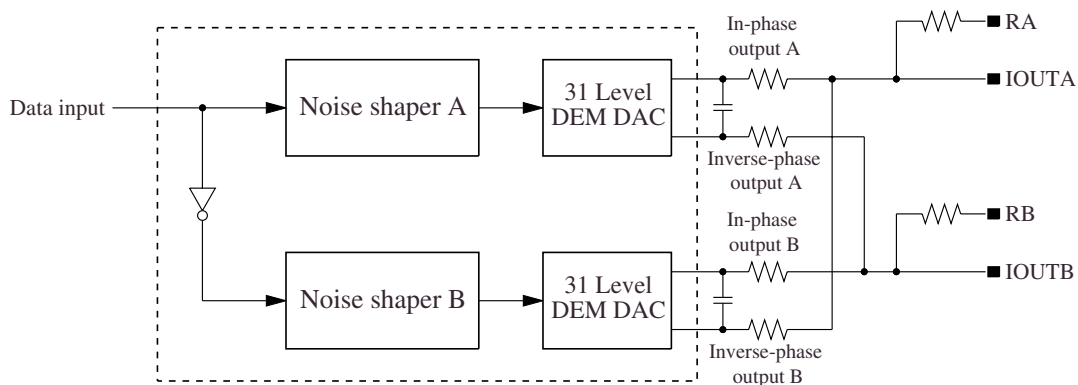 In-phase
output A
RA
IOUTA
Data input
Noise shaper A
31 Level
DEM DAC
Inverse-phase
output A
In-phase
output B
RB
IOUTB
Noise shaper B
31 Level
DEM DAC
Inverse-phase
output B